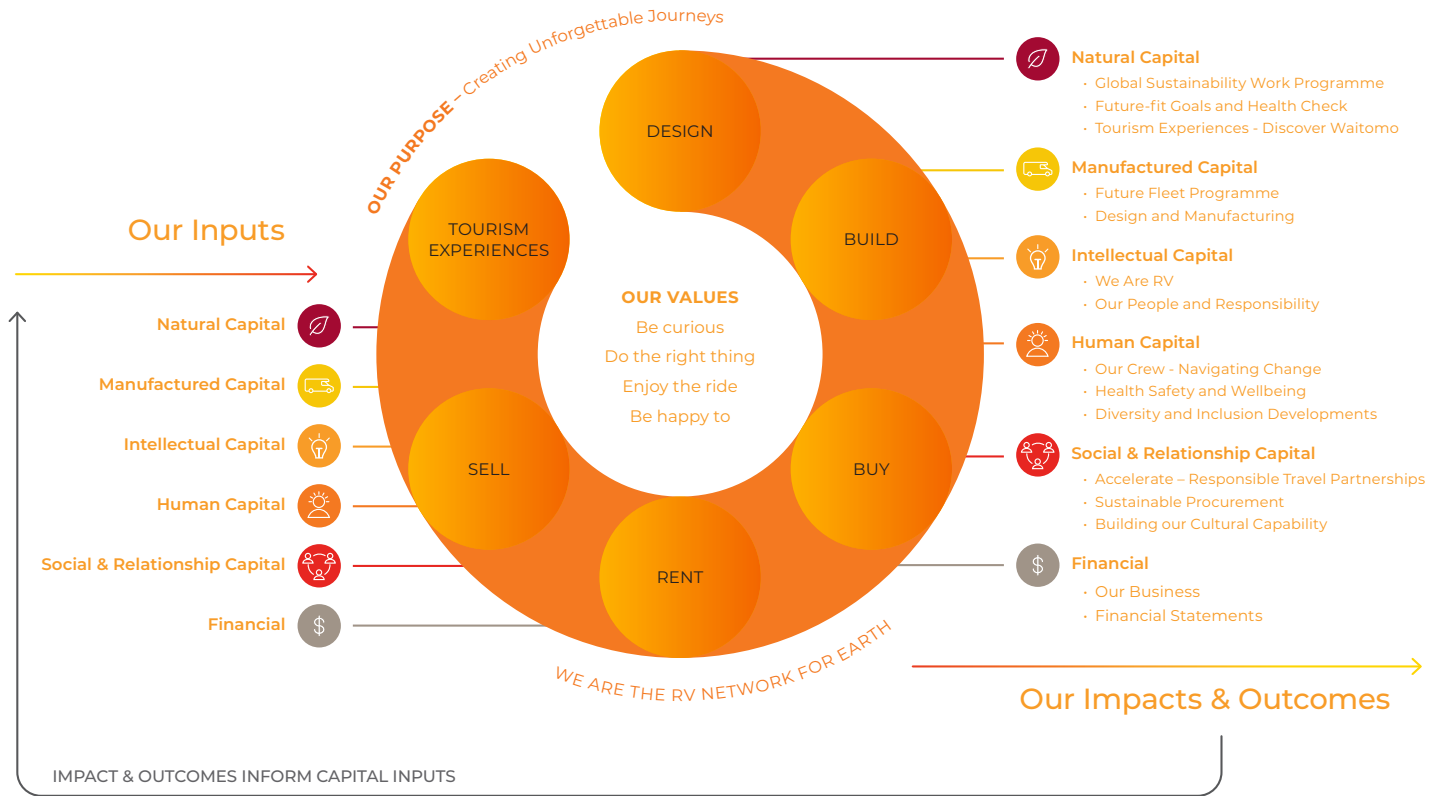 OUR PURPOSE – Creating Unforgettable Journeys
Our Inputs
Natural Capital
Manufactured Capital
Intellectual Capital
Human Capital
Social & Relationship Capital
Financial
DESIGN
BUILD
BUY
RENT
SELL
TOURISM
EXPERIENCES
OUR VALUES
Be curious
Do the right thing
Enjoy the ride
Be happy to
WE ARE THE RV NETWORK FOR EARTH
Natural Capital
• Global Sustainability Work Programme
• Future-fit Goals and Health Check
• Tourism Experiences - Discover Waitomo
Manufactured Capital
• Future Fleet Programme
• Design and Manufacturing
Intellectual Capital
• We Are RV
• Our People and Responsibility
Human Capital
• Our Crew - Navigating Change
• Health Safety and Wellbeing
• Diversity and Inclusion Developments
Social & Relationship Capital
• Accelerate – Responsible Travel Partnerships
• Sustainable Procurement
• Building our Cultural Capability
Financial
• Our Business
• Financial Statements
Our Impacts & Outcomes
IMPACT & OUTCOMES INFORM CAPITAL INPUTS